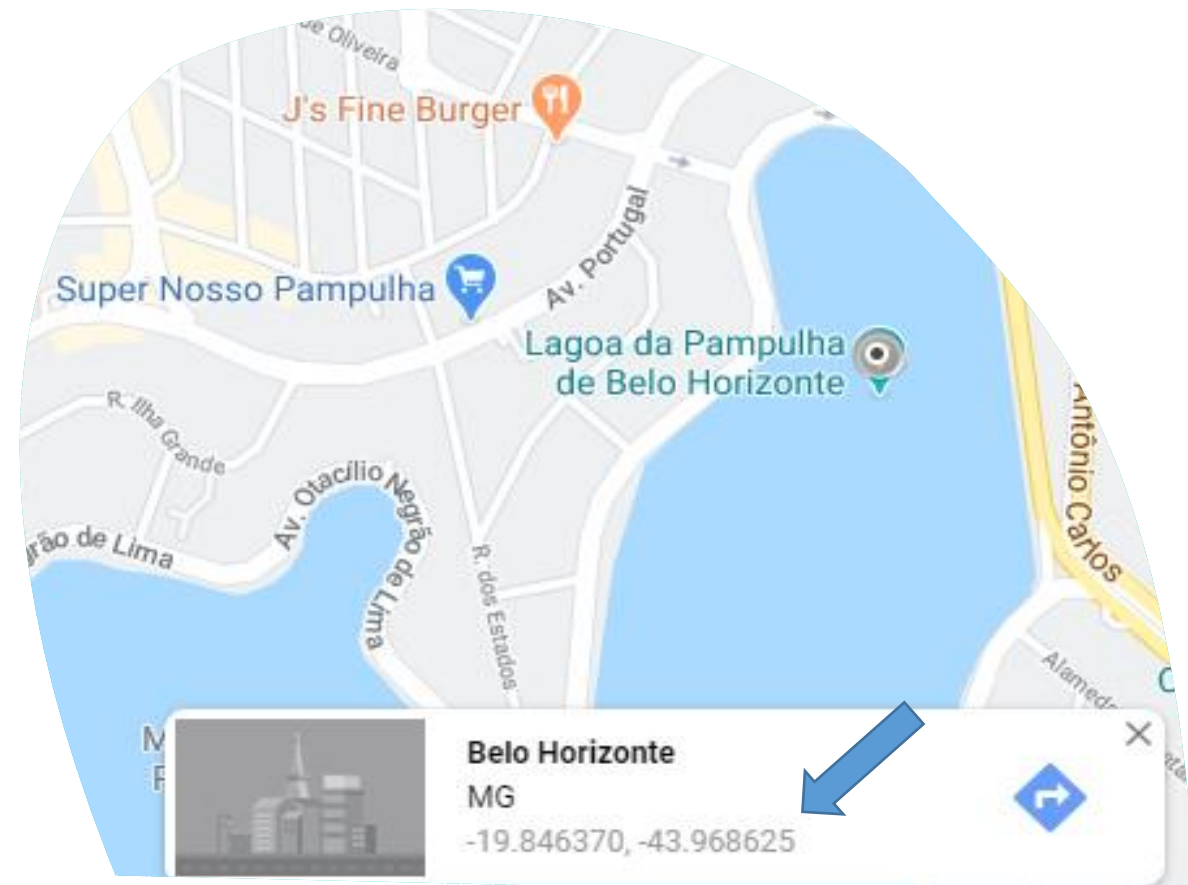 de Oliveira
J's Fine Burger
Av. Portugal
Super Nosso Pampulha
Lagoa da Pampulha
de Belo Horizonte
R. Ilha Grande
Antônio Carlos
Av. Otacílio Negrão de Lima
rão de Lima
R. dos Estados
Alameda
Belo Horizonte
MG
-19.846370, -43.968625